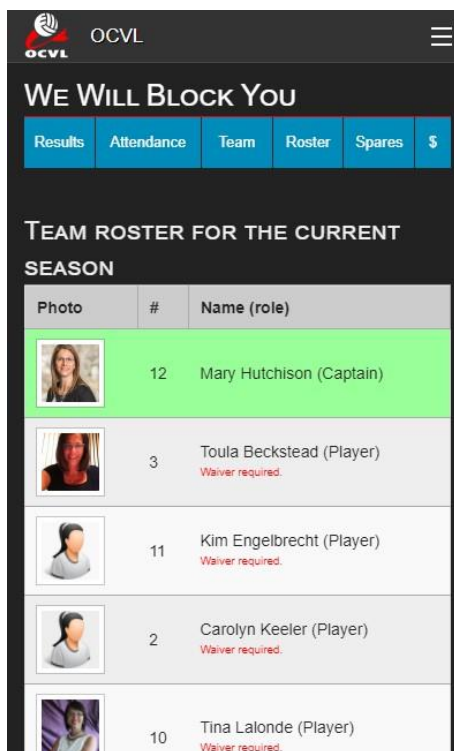 OCVL
OCVL
We Will Block You
Results Attendance Team Roster Spares $
Team roster for the current
season
Photo # Name (role)
12 Mary Hutchison (Captain)
3 Toula Beckstead (Player)
Waiver required.
11 Kim Engelbrecht (Player)
Waiver required.
2 Carolyn Keeler (Player)
Waiver required.
10 Tina Lalonde (Player)
Waiver required.